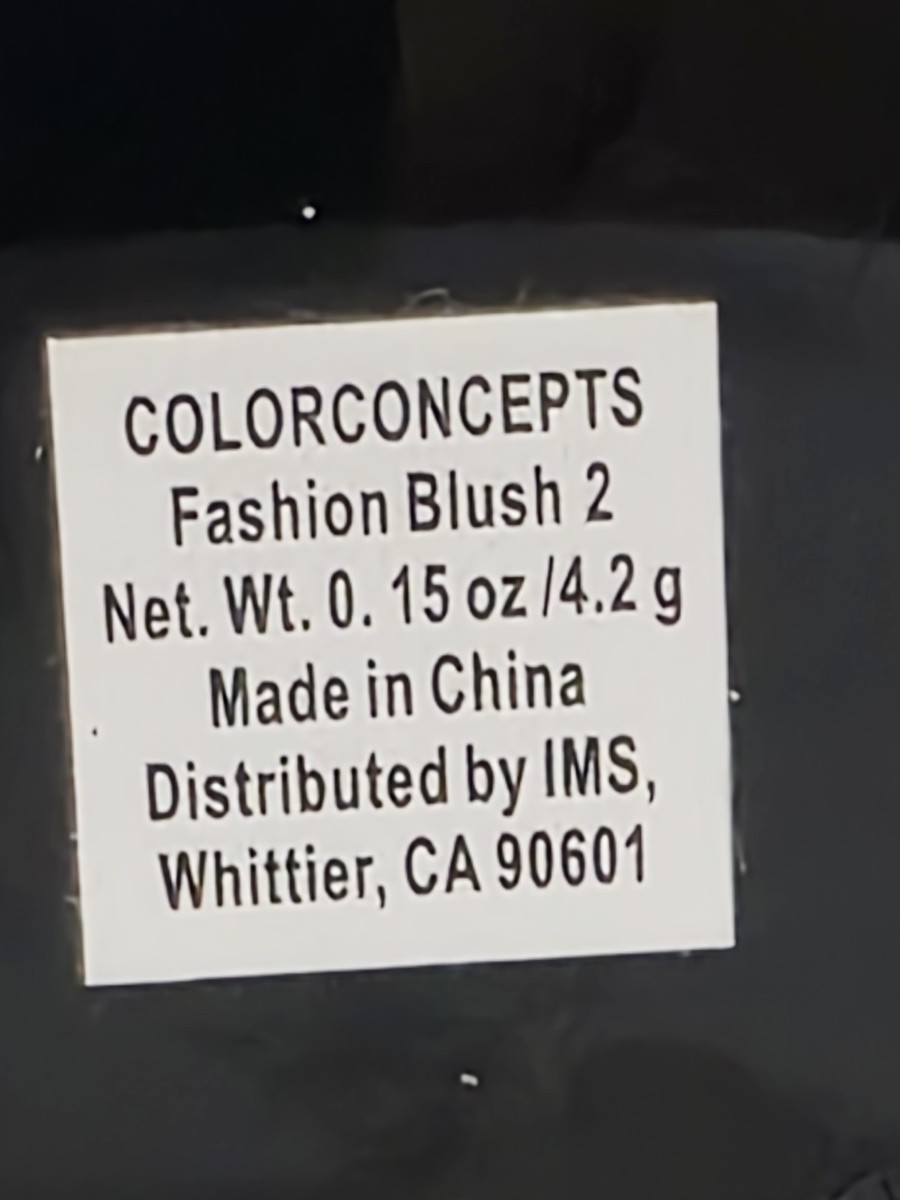 COLORCONCEPTS
Fashion Blush 2
Net. Wt. 0. 15 oz /4.2 g
Made in China
Distributed by IMS,
Whittier, CA 90601